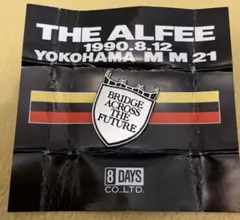 THE ALFEE
1990.8.12
YOKOHAMA M M 21
BRIDGE
ACROSS
THE
FUTURE
8 DAYS
CO.,LTD.